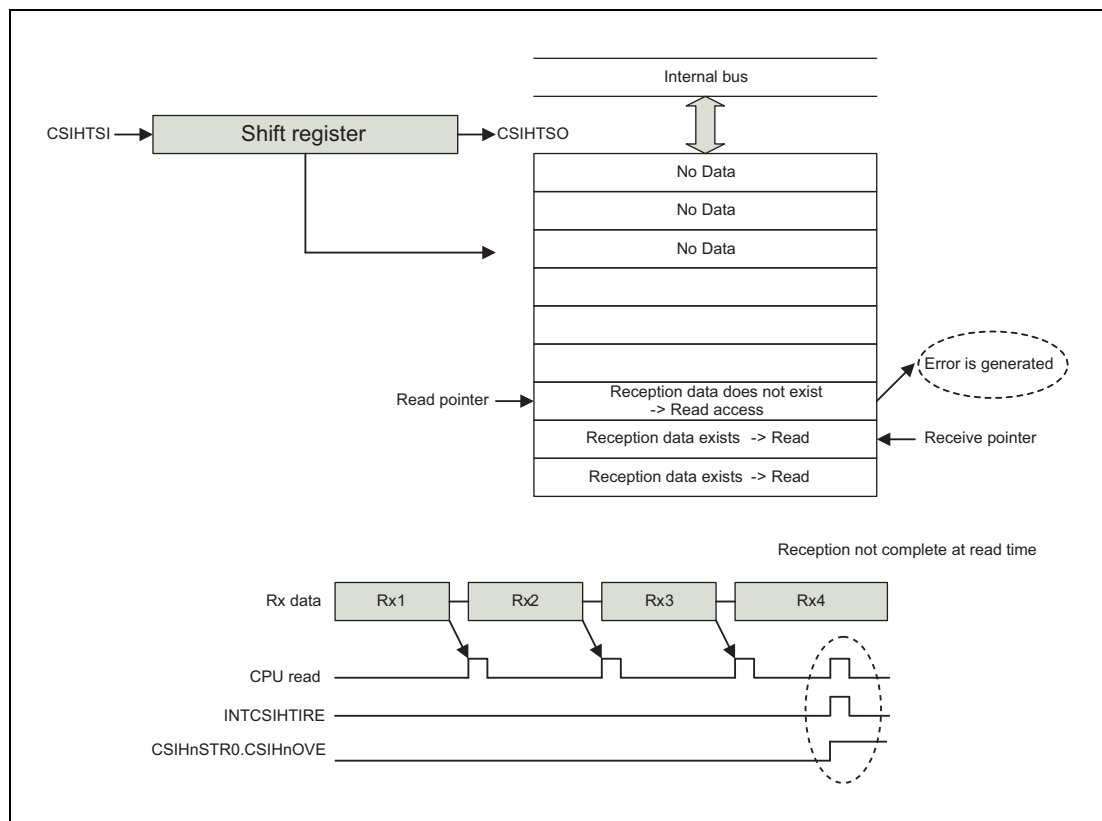 Internal bus
CSIHTSI
Shift register
CSIHTSO
No Data
No Data
No Data
Error is generated
Read pointer
Reception data does not exist
-> Read access
Reception data exists -> Read
Receive pointer
Reception data exists -> Read
Reception not complete at read time
Rx data
Rx1
Rx2
Rx3
Rx4
CPU read
INTCSIHTIRE
CSIHnSTR0.CSIHnOVE